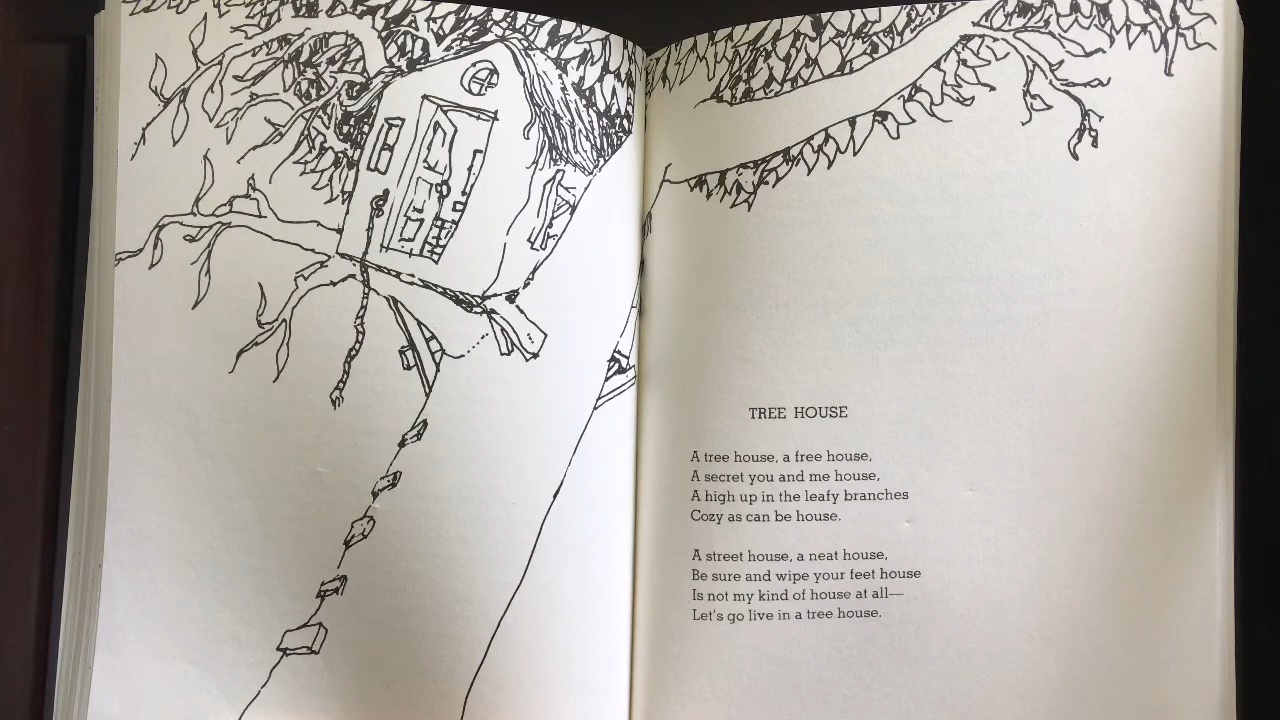 TREE HOUSE
A tree house, a free house,
A secret you and me house,
A high up in the leafy branches
Cozy as can be house.
A street house, a neat house,
Be sure and wipe your feet house
Is not my kind of house at all—
Let's go live in a tree house.